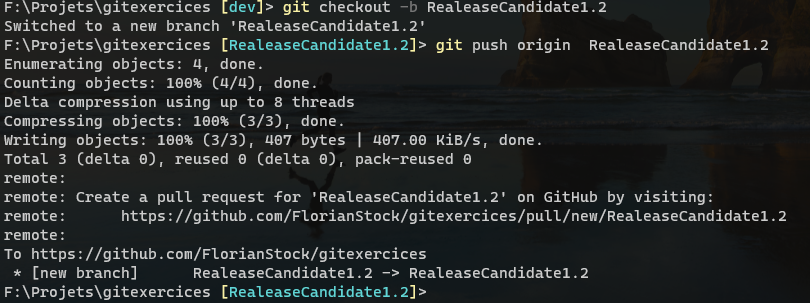 F:\Projets\gitexercices [dev]> git checkout -b RealeaseCandidate1.2
Switched to a new branch 'RealeaseCandidate1.2'
F:\Projets\gitexercices [RealeaseCandidate1.2]> git push origin  RealeaseCandidate1.2
Enumerating objects: 4, done.
Counting objects: 100% (4/4), done.
Delta compression using up to 8 threads
Compressing objects: 100% (3/3), done.
Writing objects: 100% (3/3), 407 bytes | 407.00 KiB/s, done.
Total 3 (delta 0), reused 0 (delta 0), pack-reused 0
remote:
remote: Create a pull request for 'RealeaseCandidate1.2' on GitHub by visiting:
remote:      https://github.com/FlorianStock/gitexercices/pull/new/RealeaseCandidate1.2
remote:
To https://github.com/FlorianStock/gitexercices
 * [new branch]      RealeaseCandidate1.2 -> RealeaseCandidate1.2
F:\Projets\gitexercices [RealeaseCandidate1.2]>